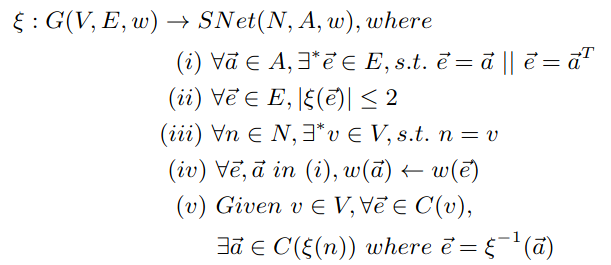 ξ : G(V, E, w) → SNet(N, A, w), where
(i) ∀a⃗ ∈ A, ∃*e⃗ ∈ E, s.t. e⃗ = a⃗ || e⃗ = a⃗ᵀ
(ii) ∀e⃗ ∈ E, |ξ(e⃗)| ≤ 2
(iii) ∀n ∈ N, ∃*v ∈ V, s.t. n = v
(iv) ∀e⃗, a⃗ in (i), w(a⃗) ← w(e⃗)
(v) Given v ∈ V, ∀e⃗ ∈ C(v),
∃a⃗ ∈ C(ξ(n)) where e⃗ = ξ⁻¹(a⃗)